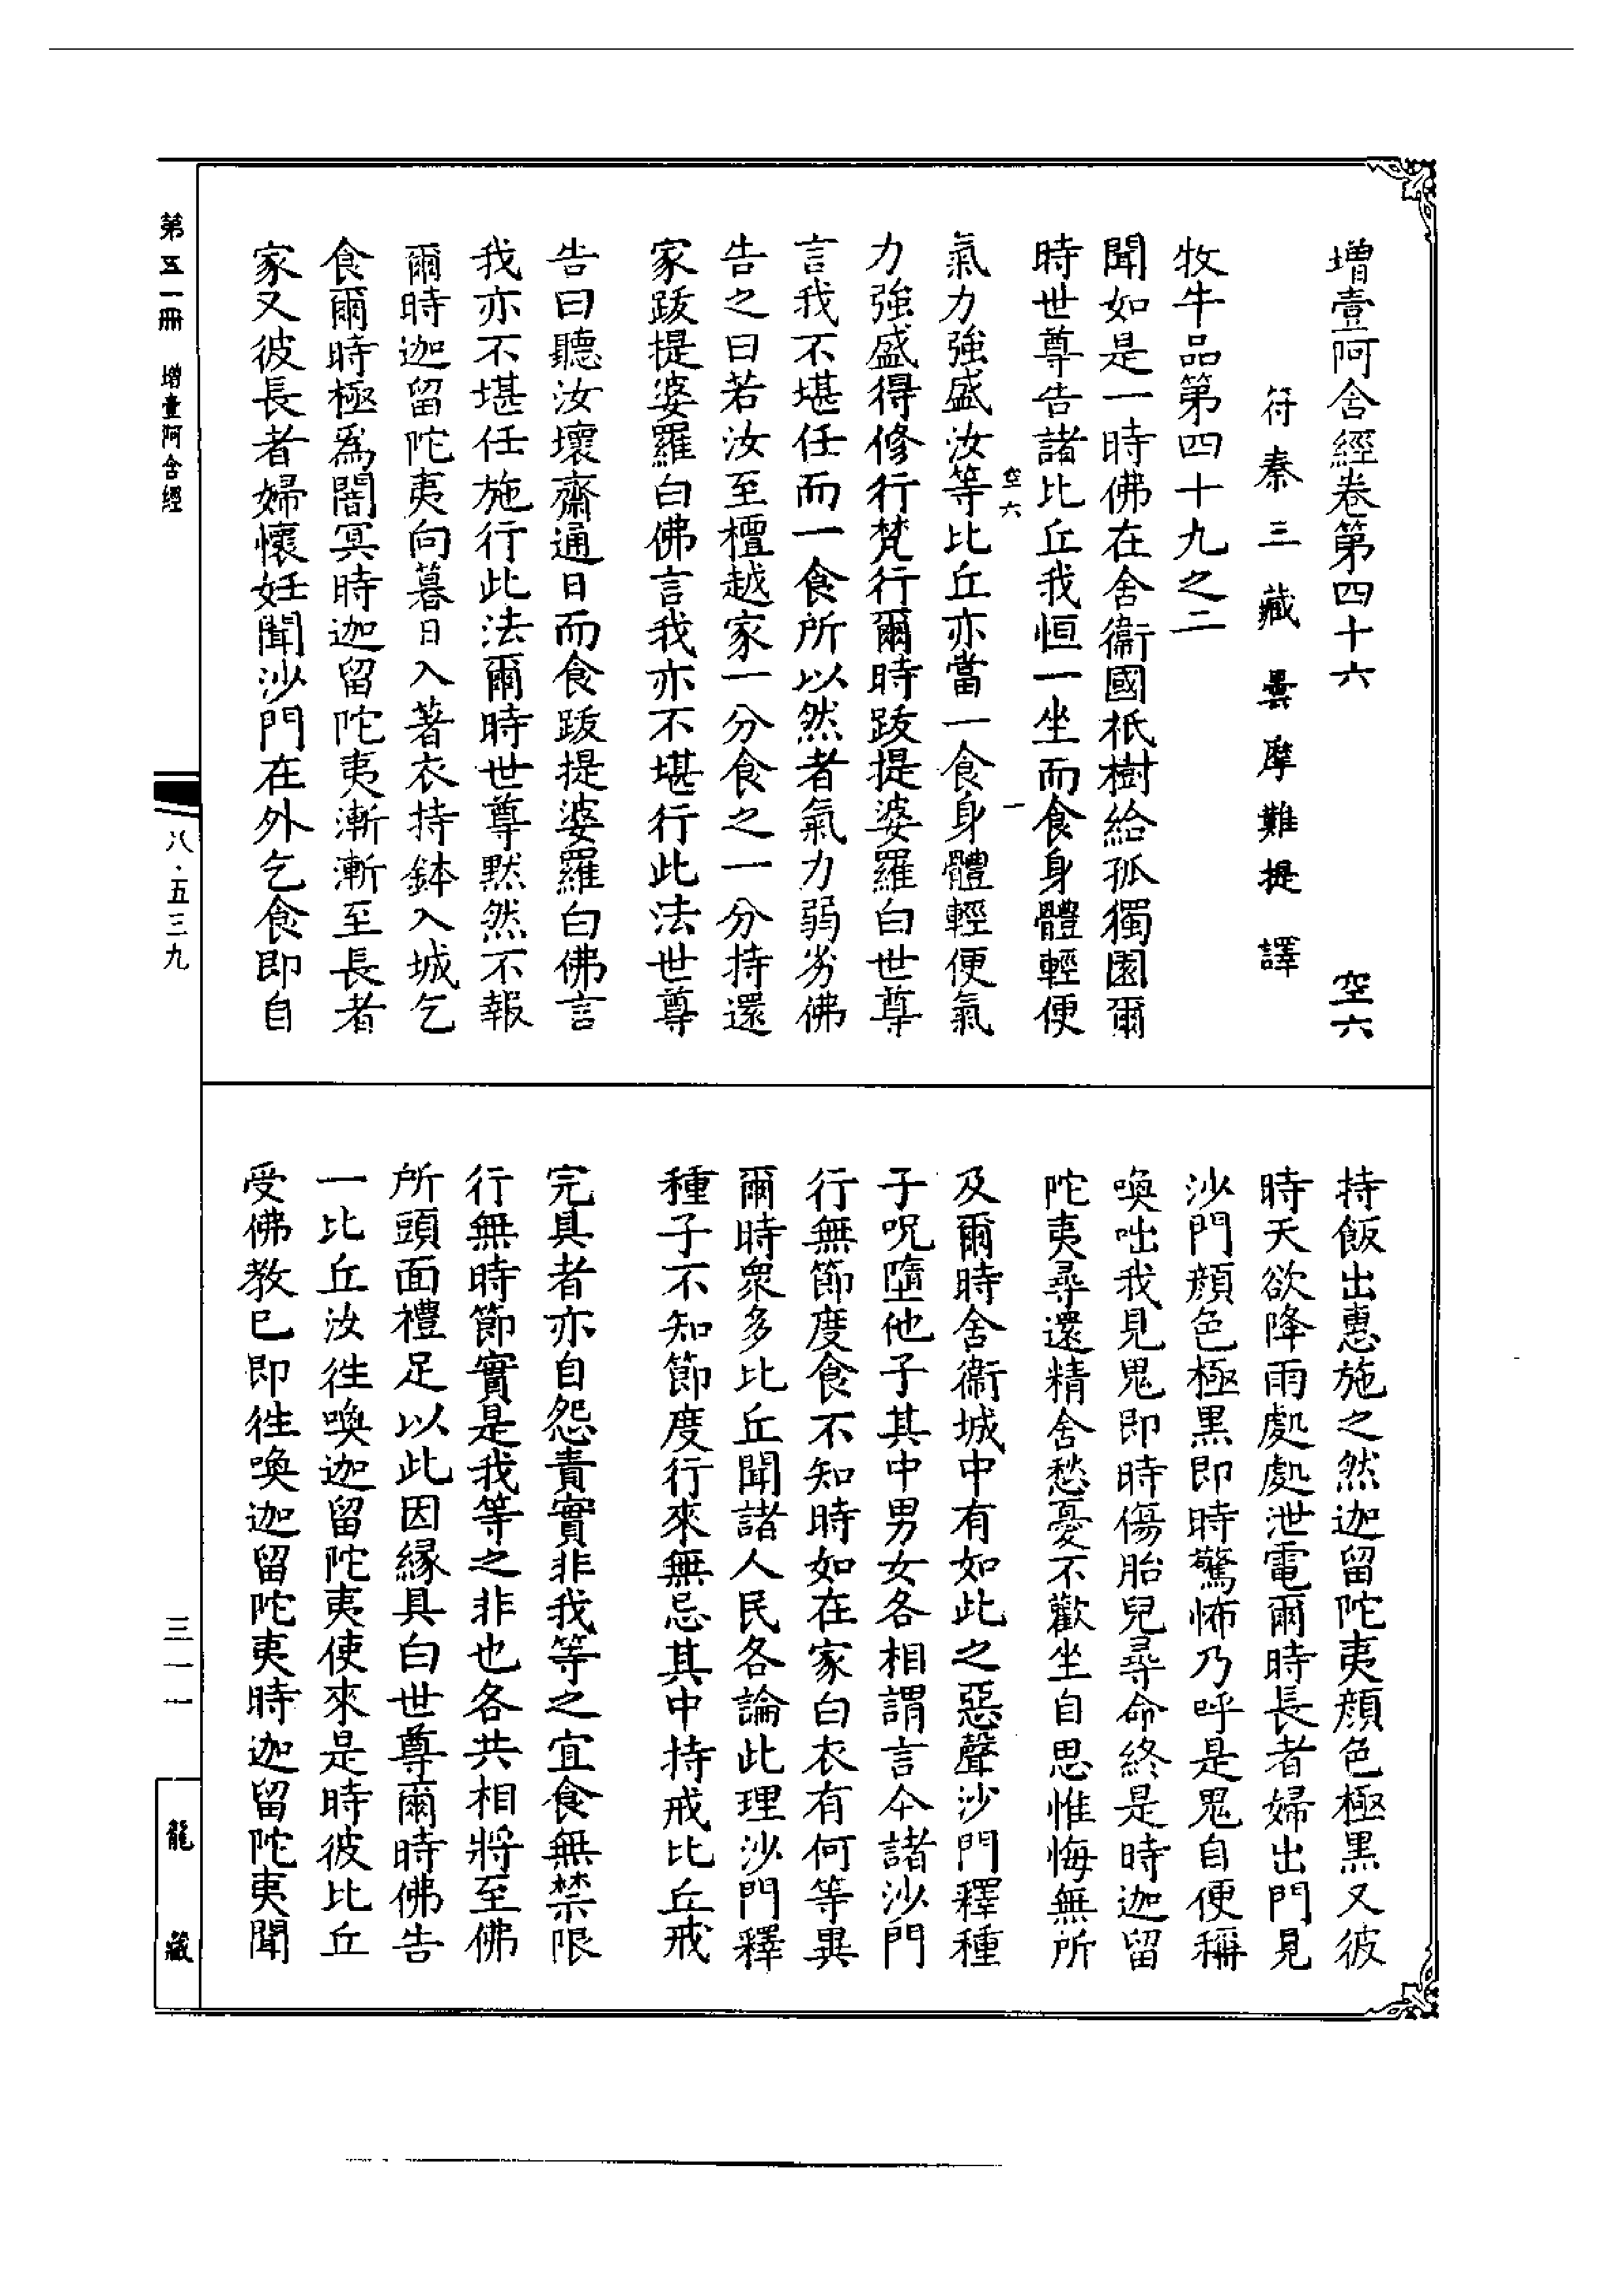 增壹阿含經卷第四十六 空六
符秦三藏曇摩難提譯
牧牛品第四十九之二
聞如是一時佛在舍衞國祇樹給孤獨園爾
時世尊告諸比丘我恒一坐而食身體輕便
空六 一
氣力強盛汝等比丘亦當一食身體輕便氣
力強盛得修行梵行爾時跋提婆羅白世尊
言我不堪任而一食所以然者氣力弱劣佛
告之曰若汝至檀越家一分食之一分持還
家跋提婆羅白佛言我亦不堪行此法世尊
告曰聽汝壞齋通日而食跋提婆羅白佛言
我亦不堪任施行此法爾時世尊默然不報
爾時迦留陀夷向暮日入著衣持鉢入城乞
食爾時極爲闇冥時迦留陀夷漸漸至長者
家又彼長者婦懷妊聞沙門在外乞食即自
持飯出惠施之然迦留陀夷顏色極黑又彼
時天欲降雨處處泄電爾時長者婦出門見
沙門顏色極黑即時驚怖乃呼是鬼自便稱
喚咄我見鬼即時傷胎兒尋命終是時迦留
陀夷尋還精舍愁憂不歡坐自思惟悔無所
及爾時舍衞城中有如此之惡聲沙門釋種
子呪墮他子其中男女各相謂言今諸沙門
行無節度食不知時如在家白衣有何等異
爾時衆多比丘聞諸人民各論此理沙門釋
種子不知節度行來無忌其中持戒比丘戒
完具者亦自怨責實非我等之宜食無禁限
行無時節實是我等之非也各共相將至佛
所頭面禮足以此因緣具白世尊爾時佛告
一比丘汝往喚迦留陀夷使來是時彼比丘
受佛教已即往喚迦留陀夷時迦留陀夷聞
第五一冊 增壹阿含經
八·五三九
三一一
龍藏